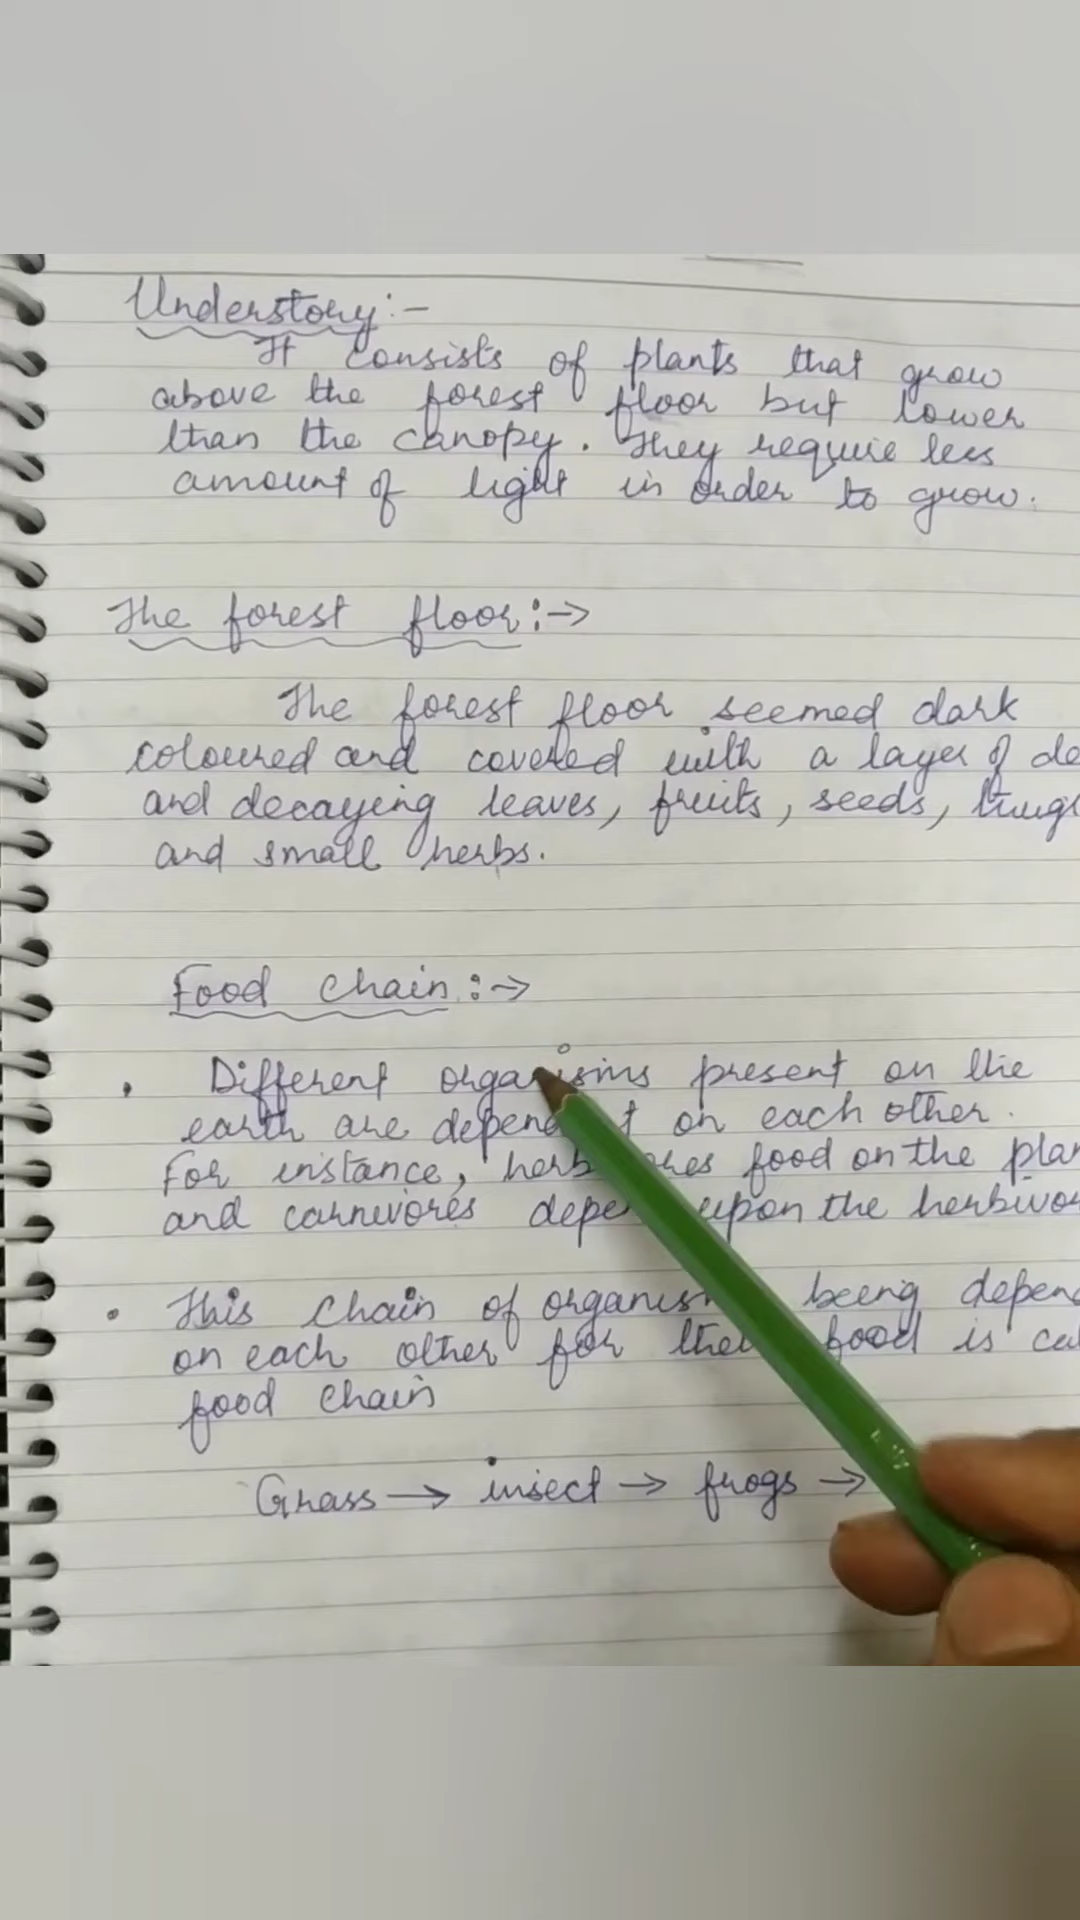 Understory:-
It consists of plants that grow
above the forest floor but lower
than the canopy. They require less
amount of light in order to grow.
The forest floor:→
The forest floor seemed dark
coloured and covered with a layer of
and decaying leaves, fruits, seeds,
and small herbs.
Food chain:→
• Different organisms present on the
earth are on each other.
For instance, food on the
and carnivores upon the
• This chain of being
on each other for food is
food chain
Grass → insect → frogs →